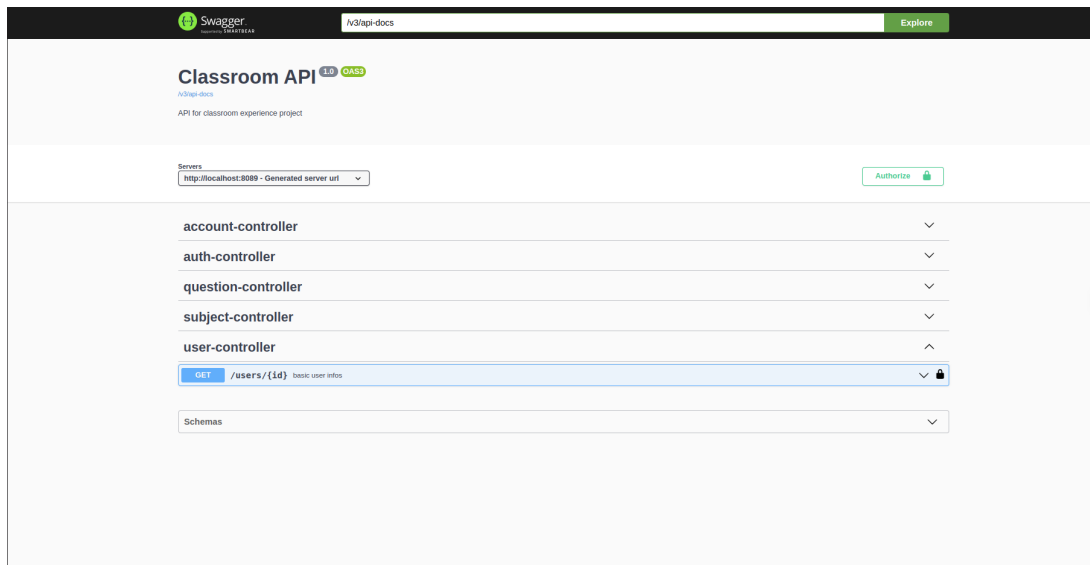 Swagger.
Supported by SMARTBEAR
/v3/api-docs
Explore
Classroom API 1.0 OAS3
/v3/api-docs
API for classroom experience project
Servers
http://localhost:8089 - Generated server url
Authorize
account-controller
auth-controller
question-controller
subject-controller
user-controller
GET /users/{id} basic user infos
Schemas